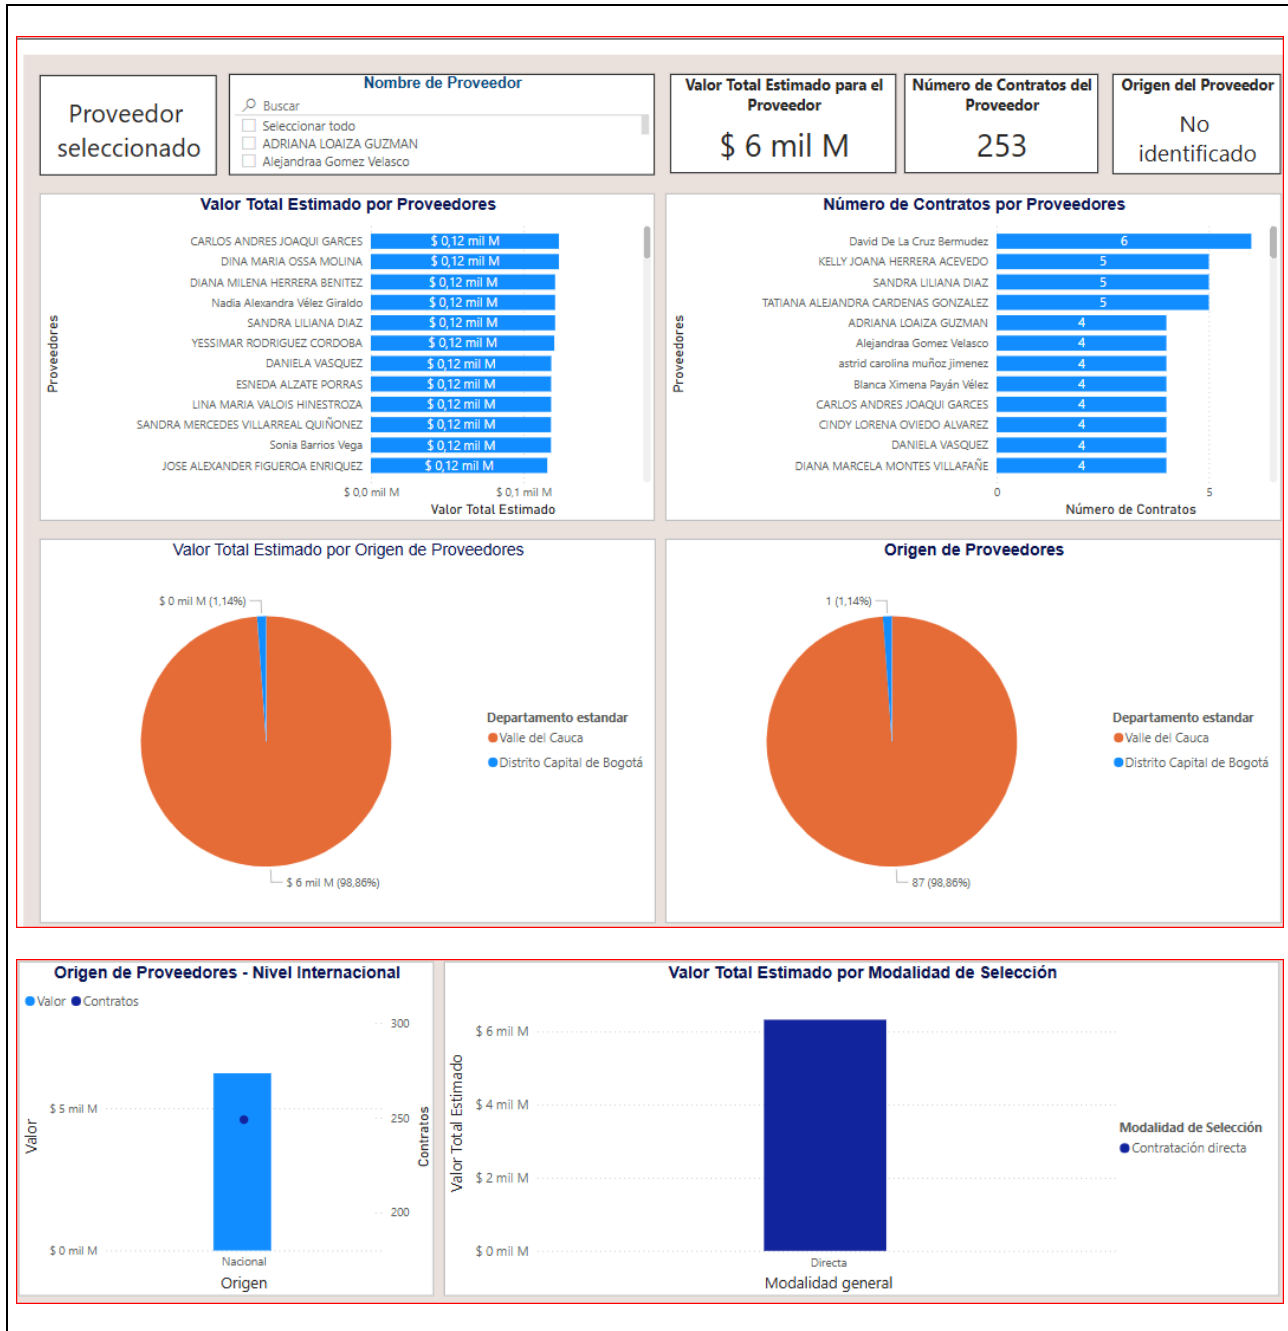 Proveedor
seleccionado
Nombre de Proveedor
Buscar
Seleccionar todo
ADRIANA LOAIZA GUZMAN
Alejandraa Gomez Velasco
Valor Total Estimado para el
Proveedor
$ 6 mil M
Número de Contratos del
Proveedor
253
Origen del Proveedor
No
identificado
Valor Total Estimado por Proveedores
Proveedores
CARLOS ANDRES JOAQUI GARCES $ 0,12 mil M
DINA MARIA OSSA MOLINA $ 0,12 mil M
DIANA MILENA HERRERA BENITEZ $ 0,12 mil M
Nadia Alexandra Vélez Giraldo $ 0,12 mil M
SANDRA LILIANA DIAZ $ 0,12 mil M
YESSIMAR RODRIGUEZ CORDOBA $ 0,12 mil M
DANIELA VASQUEZ $ 0,12 mil M
ESNEDA ALZATE PORRAS $ 0,12 mil M
LINA MARIA VALOIS HINESTROZA $ 0,12 mil M
SANDRA MERCEDES VILLARREAL QUIÑONEZ $ 0,12 mil M
Sonia Barrios Vega $ 0,12 mil M
JOSE ALEXANDER FIGUEROA ENRIQUEZ $ 0,12 mil M
$ 0,0 mil M $ 0,1 mil M
Valor Total Estimado
Número de Contratos por Proveedores
Proveedores
David De La Cruz Bermudez 6
KELLY JOANA HERRERA ACEVEDO 5
SANDRA LILIANA DIAZ 5
TATIANA ALEJANDRA CARDENAS GONZALEZ 5
ADRIANA LOAIZA GUZMAN 4
Alejandraa Gomez Velasco 4
astrid carolina muñoz jimenez 4
Blanca Ximena Payán Vélez 4
CARLOS ANDRES JOAQUI GARCES 4
CINDY LORENA OVIEDO ALVAREZ 4
DANIELA VASQUEZ 4
DIANA MARCELA MONTES VILLAFAÑE 4
0 5
Número de Contratos
Valor Total Estimado por Origen de Proveedores
$ 0 mil M (1,14%)
$ 6 mil M (98,86%)
Departamento estandar
Valle del Cauca
Distrito Capital de Bogotá
Origen de Proveedores
1 (1,14%)
87 (98,86%)
Departamento estandar
Valle del Cauca
Distrito Capital de Bogotá
Origen de Proveedores - Nivel Internacional
Valor Contratos
Valor
$ 5 mil M
$ 0 mil M
300
250
200
Contratos
Nacional
Origen
Valor Total Estimado por Modalidad de Selección
Valor Total Estimado
$ 6 mil M
$ 4 mil M
$ 2 mil M
$ 0 mil M
Directa
Modalidad general
Modalidad de Selección
Contratación directa